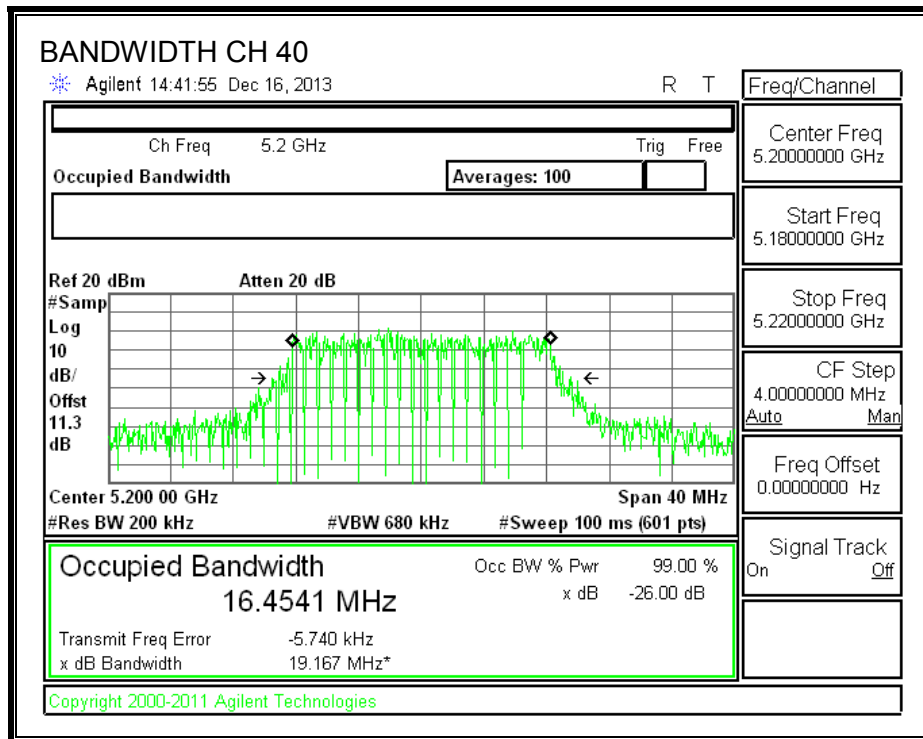 BANDWIDTH CH 40
Agilent 14:41:55 Dec 16, 2013 R T
Freq/Channel
Ch Freq 5.2 GHz Trig Free
Occupied Bandwidth Averages: 100
Center Freq
5.20000000 GHz
Start Freq
5.18000000 GHz
Stop Freq
5.22000000 GHz
CF Step
4.00000000 MHz
Auto Man
Freq Offset
0.00000000 Hz
Signal Track
On Off
Ref 20 dBm Atten 20 dB
#Samp
Log
10
dB/
Offst
11.3
dB
Center 5.200 00 GHz Span 40 MHz
#Res BW 200 kHz #VBW 680 kHz #Sweep 100 ms (601 pts)
Occupied Bandwidth Occ BW % Pwr 99.00 %
16.4541 MHz x dB -26.00 dB
Transmit Freq Error -5.740 kHz
x dB Bandwidth 19.167 MHz*
Copyright 2000-2011 Agilent Technologies